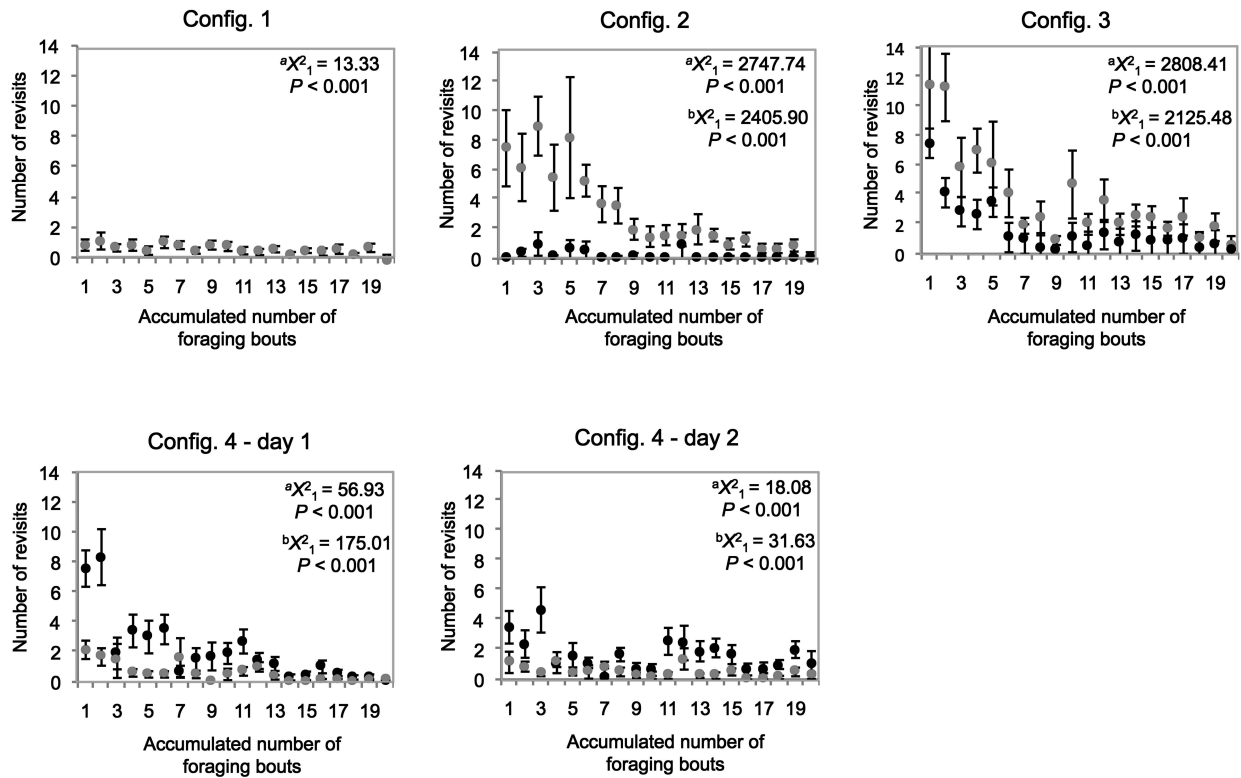 Config. 1
Number of revisits
14
12
10
8
6
4
2
0
ᵃX²₁ = 13.33
P < 0.001
1 3 5 7 9 11 13 15 17 19
Accumulated number of
foraging bouts
Config. 2
Number of revisits
14
12
10
8
6
4
2
0
ᵃX²₁ = 2747.74
P < 0.001
ᵇX²₁ = 2405.90
P < 0.001
1 3 5 7 9 11 13 15 17 19
Accumulated number of
foraging bouts
Config. 3
Number of revisits
14
12
10
8
6
4
2
0
ᵃX²₁ = 2808.41
P < 0.001
ᵇX²₁ = 2125.48
P < 0.001
1 3 5 7 9 11 13 15 17 19
Accumulated number of
foraging bouts
Config. 4 - day 1
Number of revisits
14
12
10
8
6
4
2
0
ᵃX²₁ = 56.93
P < 0.001
ᵇX²₁ = 175.01
P < 0.001
1 3 5 7 9 11 13 15 17 19
Accumulated number of
foraging bouts
Config. 4 - day 2
Number of revisits
14
12
10
8
6
4
2
0
ᵃX²₁ = 18.08
P < 0.001
ᵇX²₁ = 31.63
P < 0.001
1 3 5 7 9 11 13 15 17 19
Accumulated number of
foraging bouts